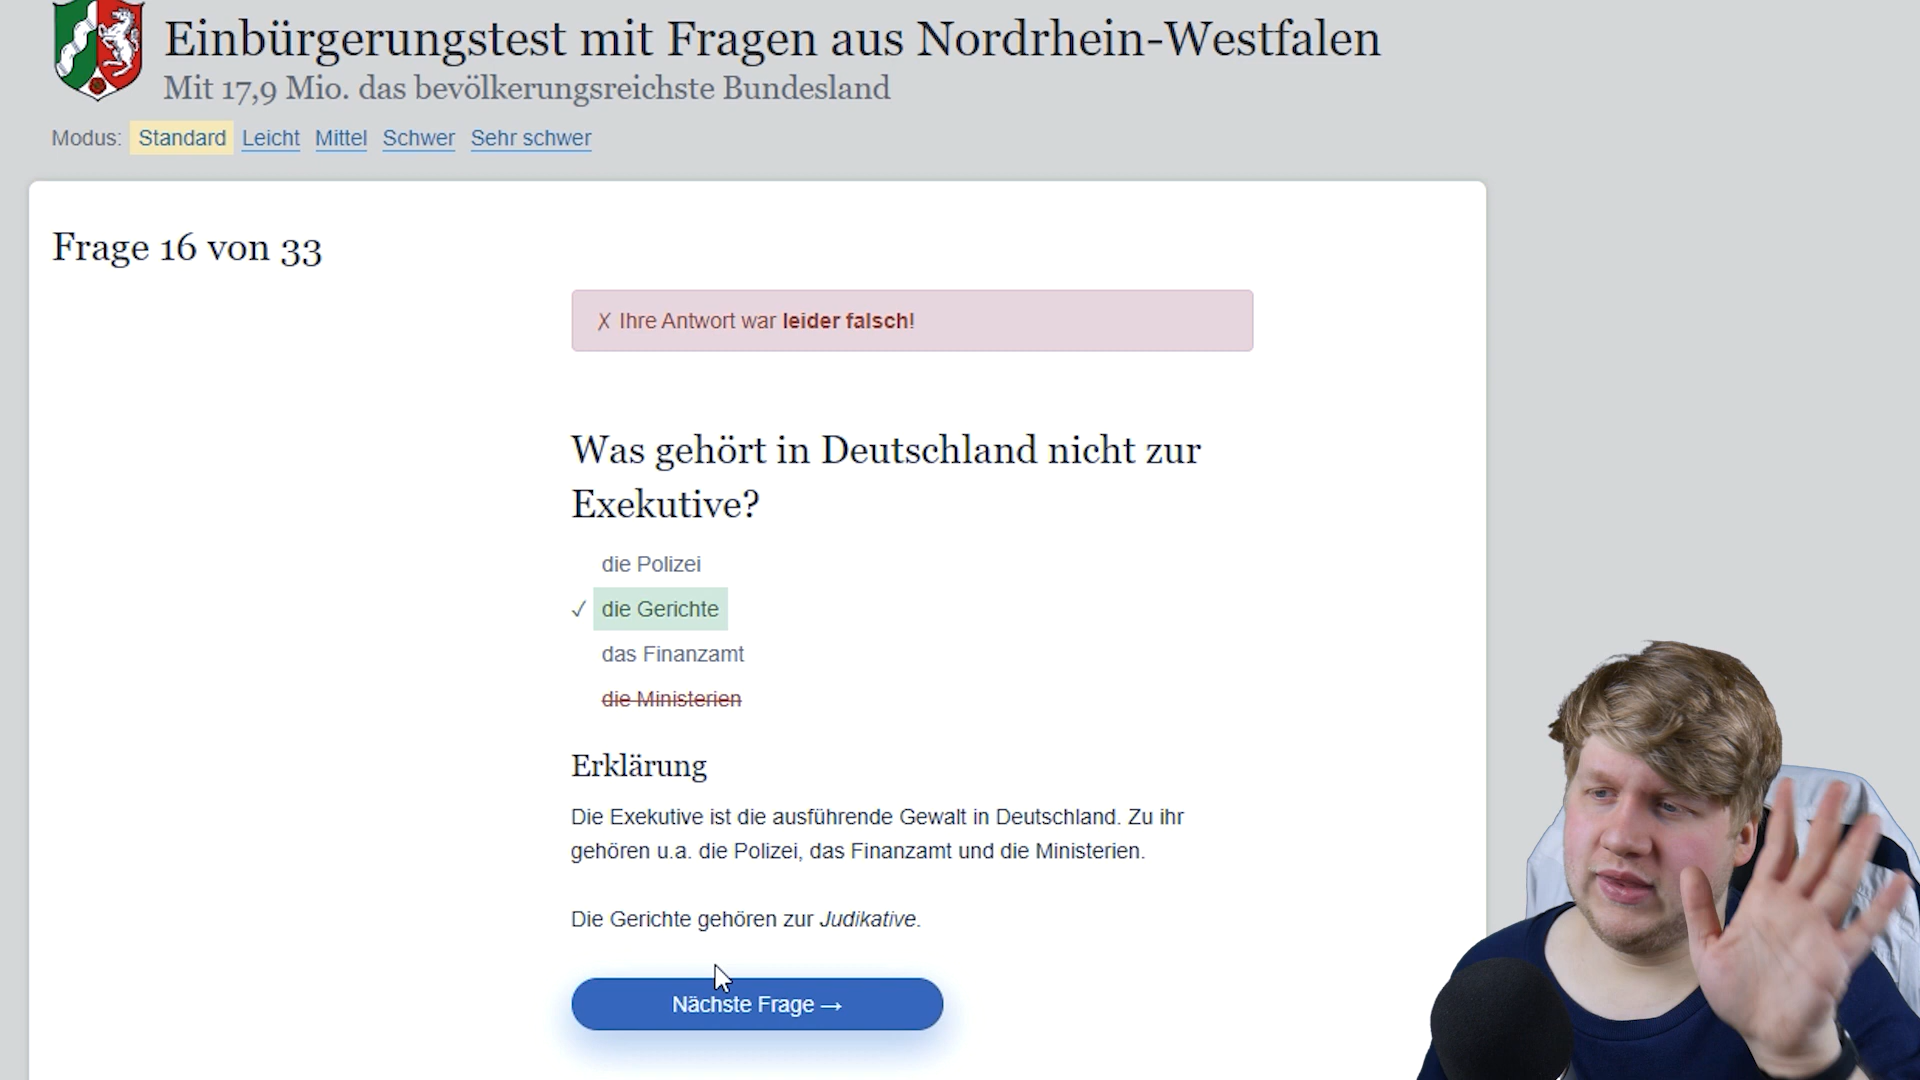 Einbürgerungstest mit Fragen aus Nordrhein-Westfalen
Mit 17,9 Mio. das bevölkerungsreichste Bundesland
Modus: Standard Leicht Mittel Schwer Sehr schwer
Frage 16 von 33
✗ Ihre Antwort war leider falsch!
Was gehört in Deutschland nicht zur
Exekutive?
die Polizei
✓ die Gerichte
das Finanzamt
die Ministerien
Erklärung
Die Exekutive ist die ausführende Gewalt in Deutschland. Zu ihr
gehören u.a. die Polizei, das Finanzamt und die Ministerien.
Die Gerichte gehören zur Judikative.
Nächste Frage →